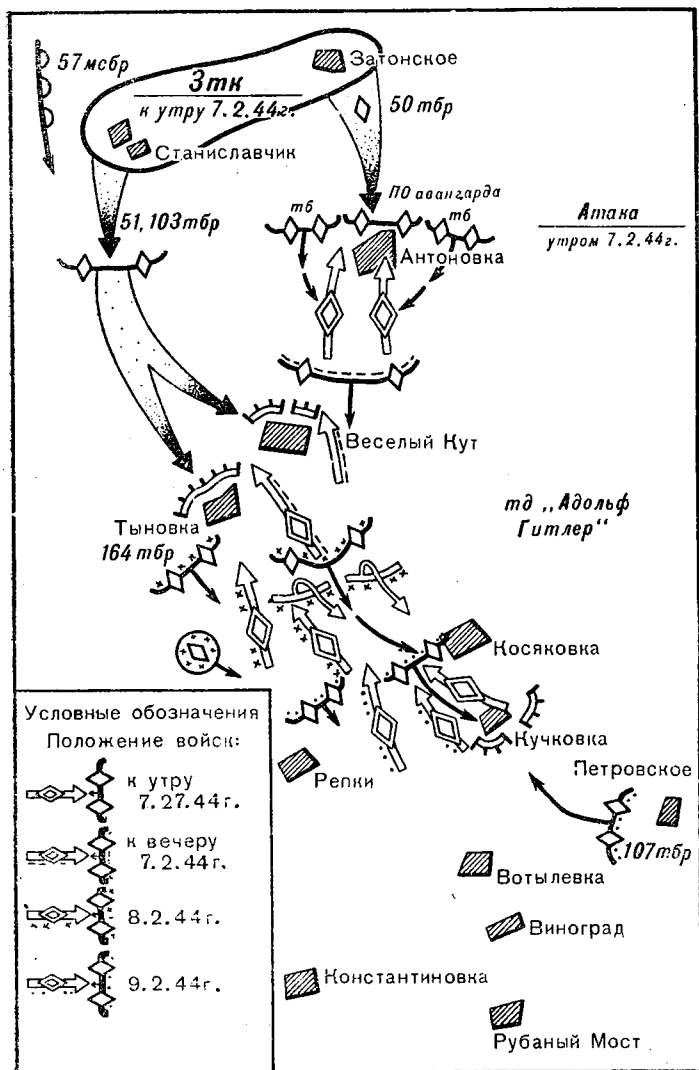 57 мсбр
Затонское
3тк
к утру 7.2.44г.
50 тбр
Станиславчик
51, 103 тбр
ПО авангарда
тб
тб
Антоновка
Атака
утром 7.2.44г.
Веселый Кут
Тыновка
164 тбр
тд „Адольф
Гитлер“
Косяковка
Кучковка
Репки
Петровское
107 тбр
Вотылевка
Виноград
Константиновка
Рубаный Мост
Условные обозначения
Положение войск:
к утру
7.27.44г.
к вечеру
7.2.44г.
8.2.44г.
9.2.44г.